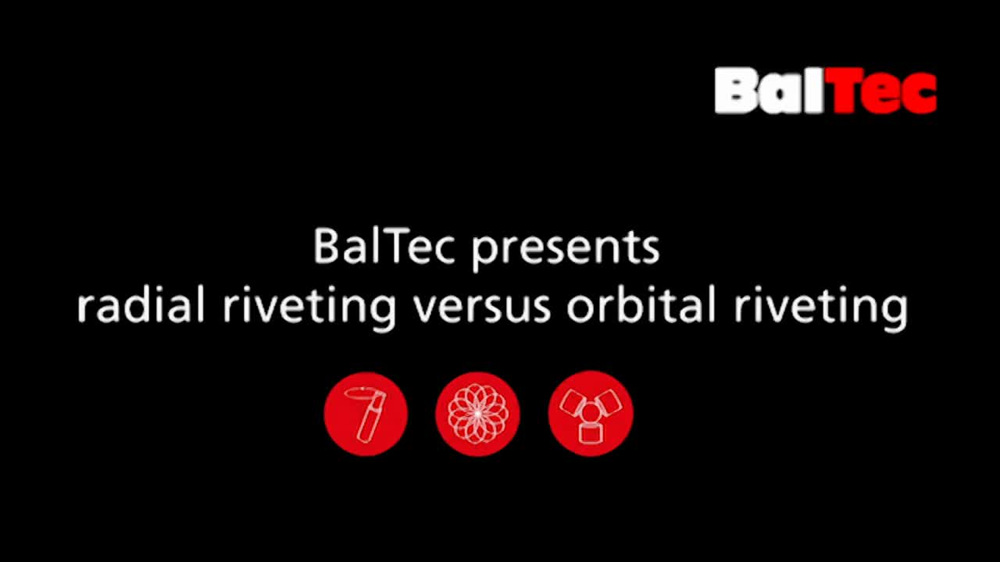 BalTec
BalTec presents
radial riveting versus orbital riveting